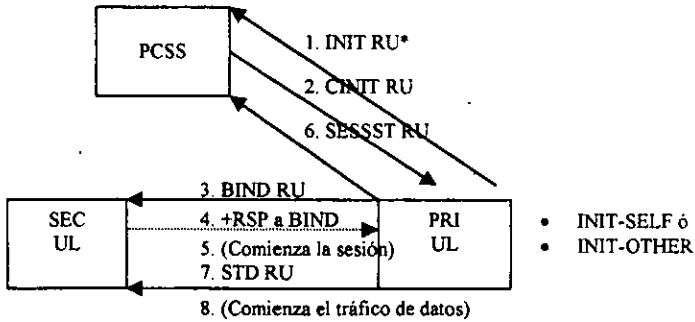 1. INIT RU*
PCSS
2. CINIT RU
6. SESSST RU
3. BIND RU
SEC
UL
4. +RSP a BIND
PRI
UL
• INIT-SELF ó
• INIT-OTHER
5. (Comienza la sesión)
7. STD RU
8. (Comienza el tráfico de datos)